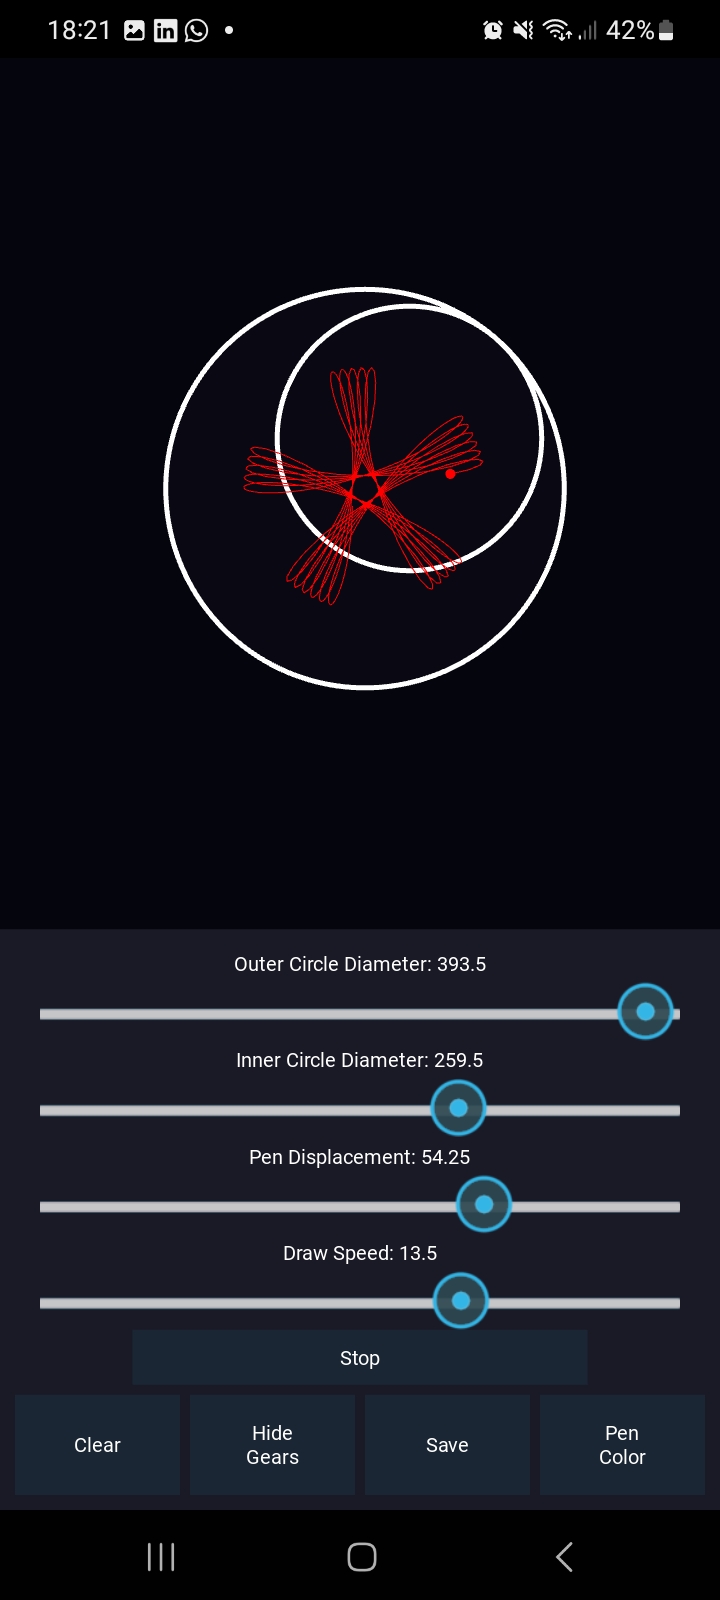 18:21
in
42%
Outer Circle Diameter: 393.5
Inner Circle Diameter: 259.5
Pen Displacement: 54.25
Draw Speed: 13.5
Stop
Clear
Hide
Gears
Save
Pen
Color